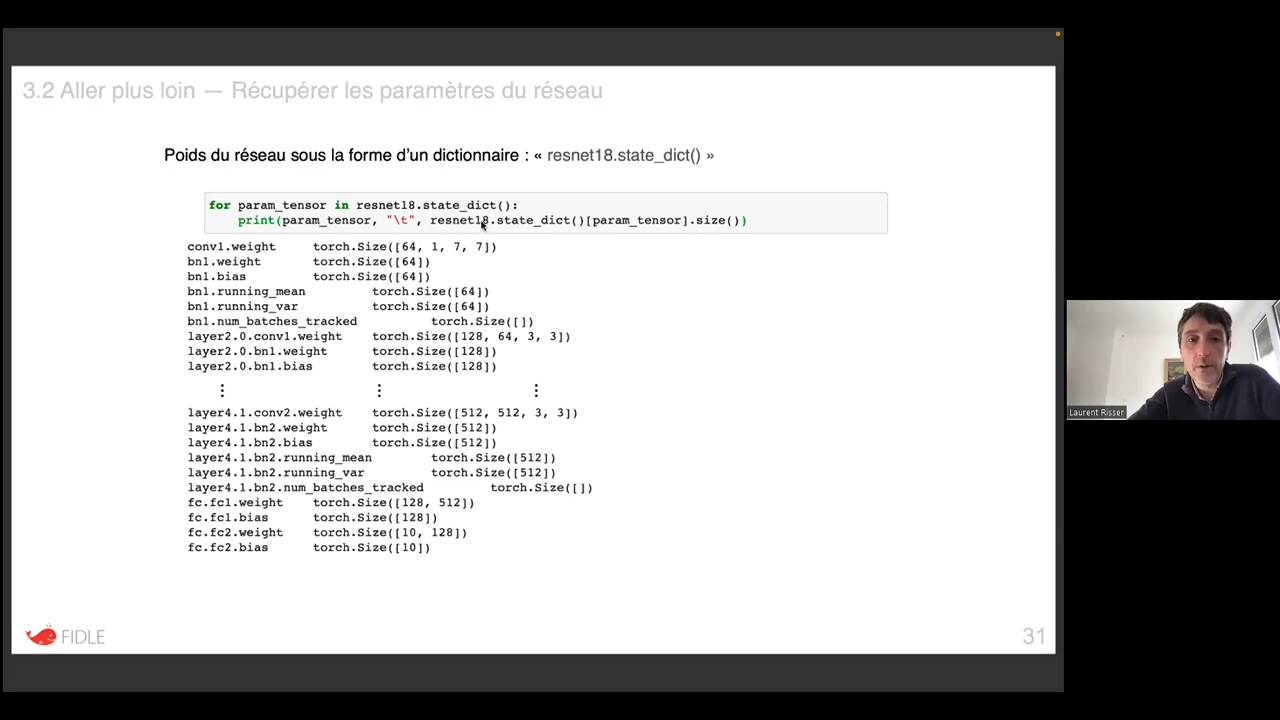 3.2 Aller plus loin — Récupérer les paramètres du réseau
Poids du réseau sous la forme d'un dictionnaire : « resnet18.state_dict() »
for param_tensor in resnet18.state_dict():
print(param_tensor, "\t", resnet18.state_dict()[param_tensor].size())
conv1.weight torch.Size([64, 1, 7, 7])
bn1.weight torch.Size([64])
bn1.bias torch.Size([64])
bn1.running_mean torch.Size([64])
bn1.running_var torch.Size([64])
bn1.num_batches_tracked torch.Size([])
layer2.0.conv1.weight torch.Size([128, 64, 3, 3])
layer2.0.bn1.weight torch.Size([128])
layer2.0.bn1.bias torch.Size([128])
⋮ ⋮ ⋮
layer4.1.conv2.weight torch.Size([512, 512, 3, 3])
layer4.1.bn2.weight torch.Size([512])
layer4.1.bn2.bias torch.Size([512])
layer4.1.bn2.running_mean torch.Size([512])
layer4.1.bn2.running_var torch.Size([512])
layer4.1.bn2.num_batches_tracked torch.Size([])
fc.fc1.weight torch.Size([128, 512])
fc.fc1.bias torch.Size([128])
fc.fc2.weight torch.Size([10, 128])
fc.fc2.bias torch.Size([10])
FIDLE
31
Laurent Risser